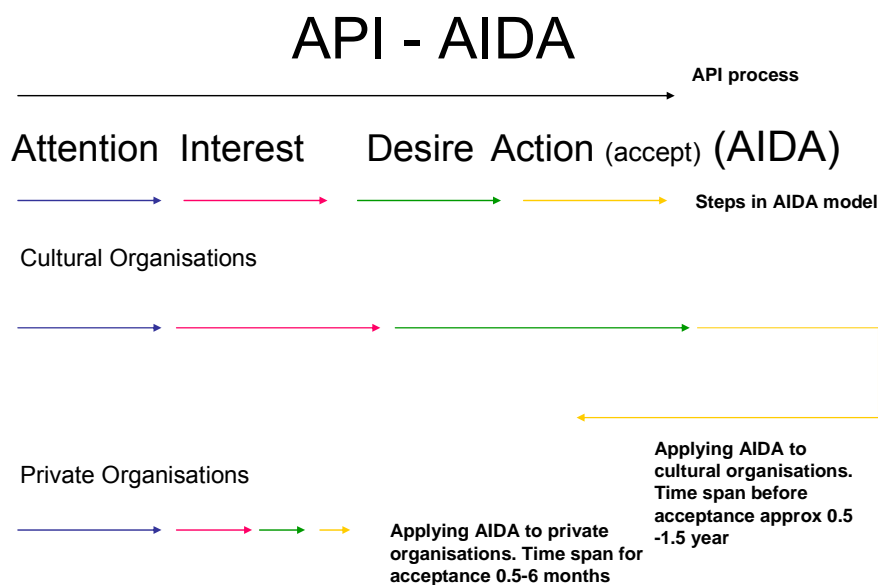 API - AIDA
API process
Attention Interest Desire Action (accept) (AIDA)
Steps in AIDA model
Cultural Organisations
Applying AIDA to
cultural organisations.
Time span before
acceptance approx 0.5
-1.5 year
Private Organisations
Applying AIDA to private
organisations. Time span for
acceptance 0.5-6 months